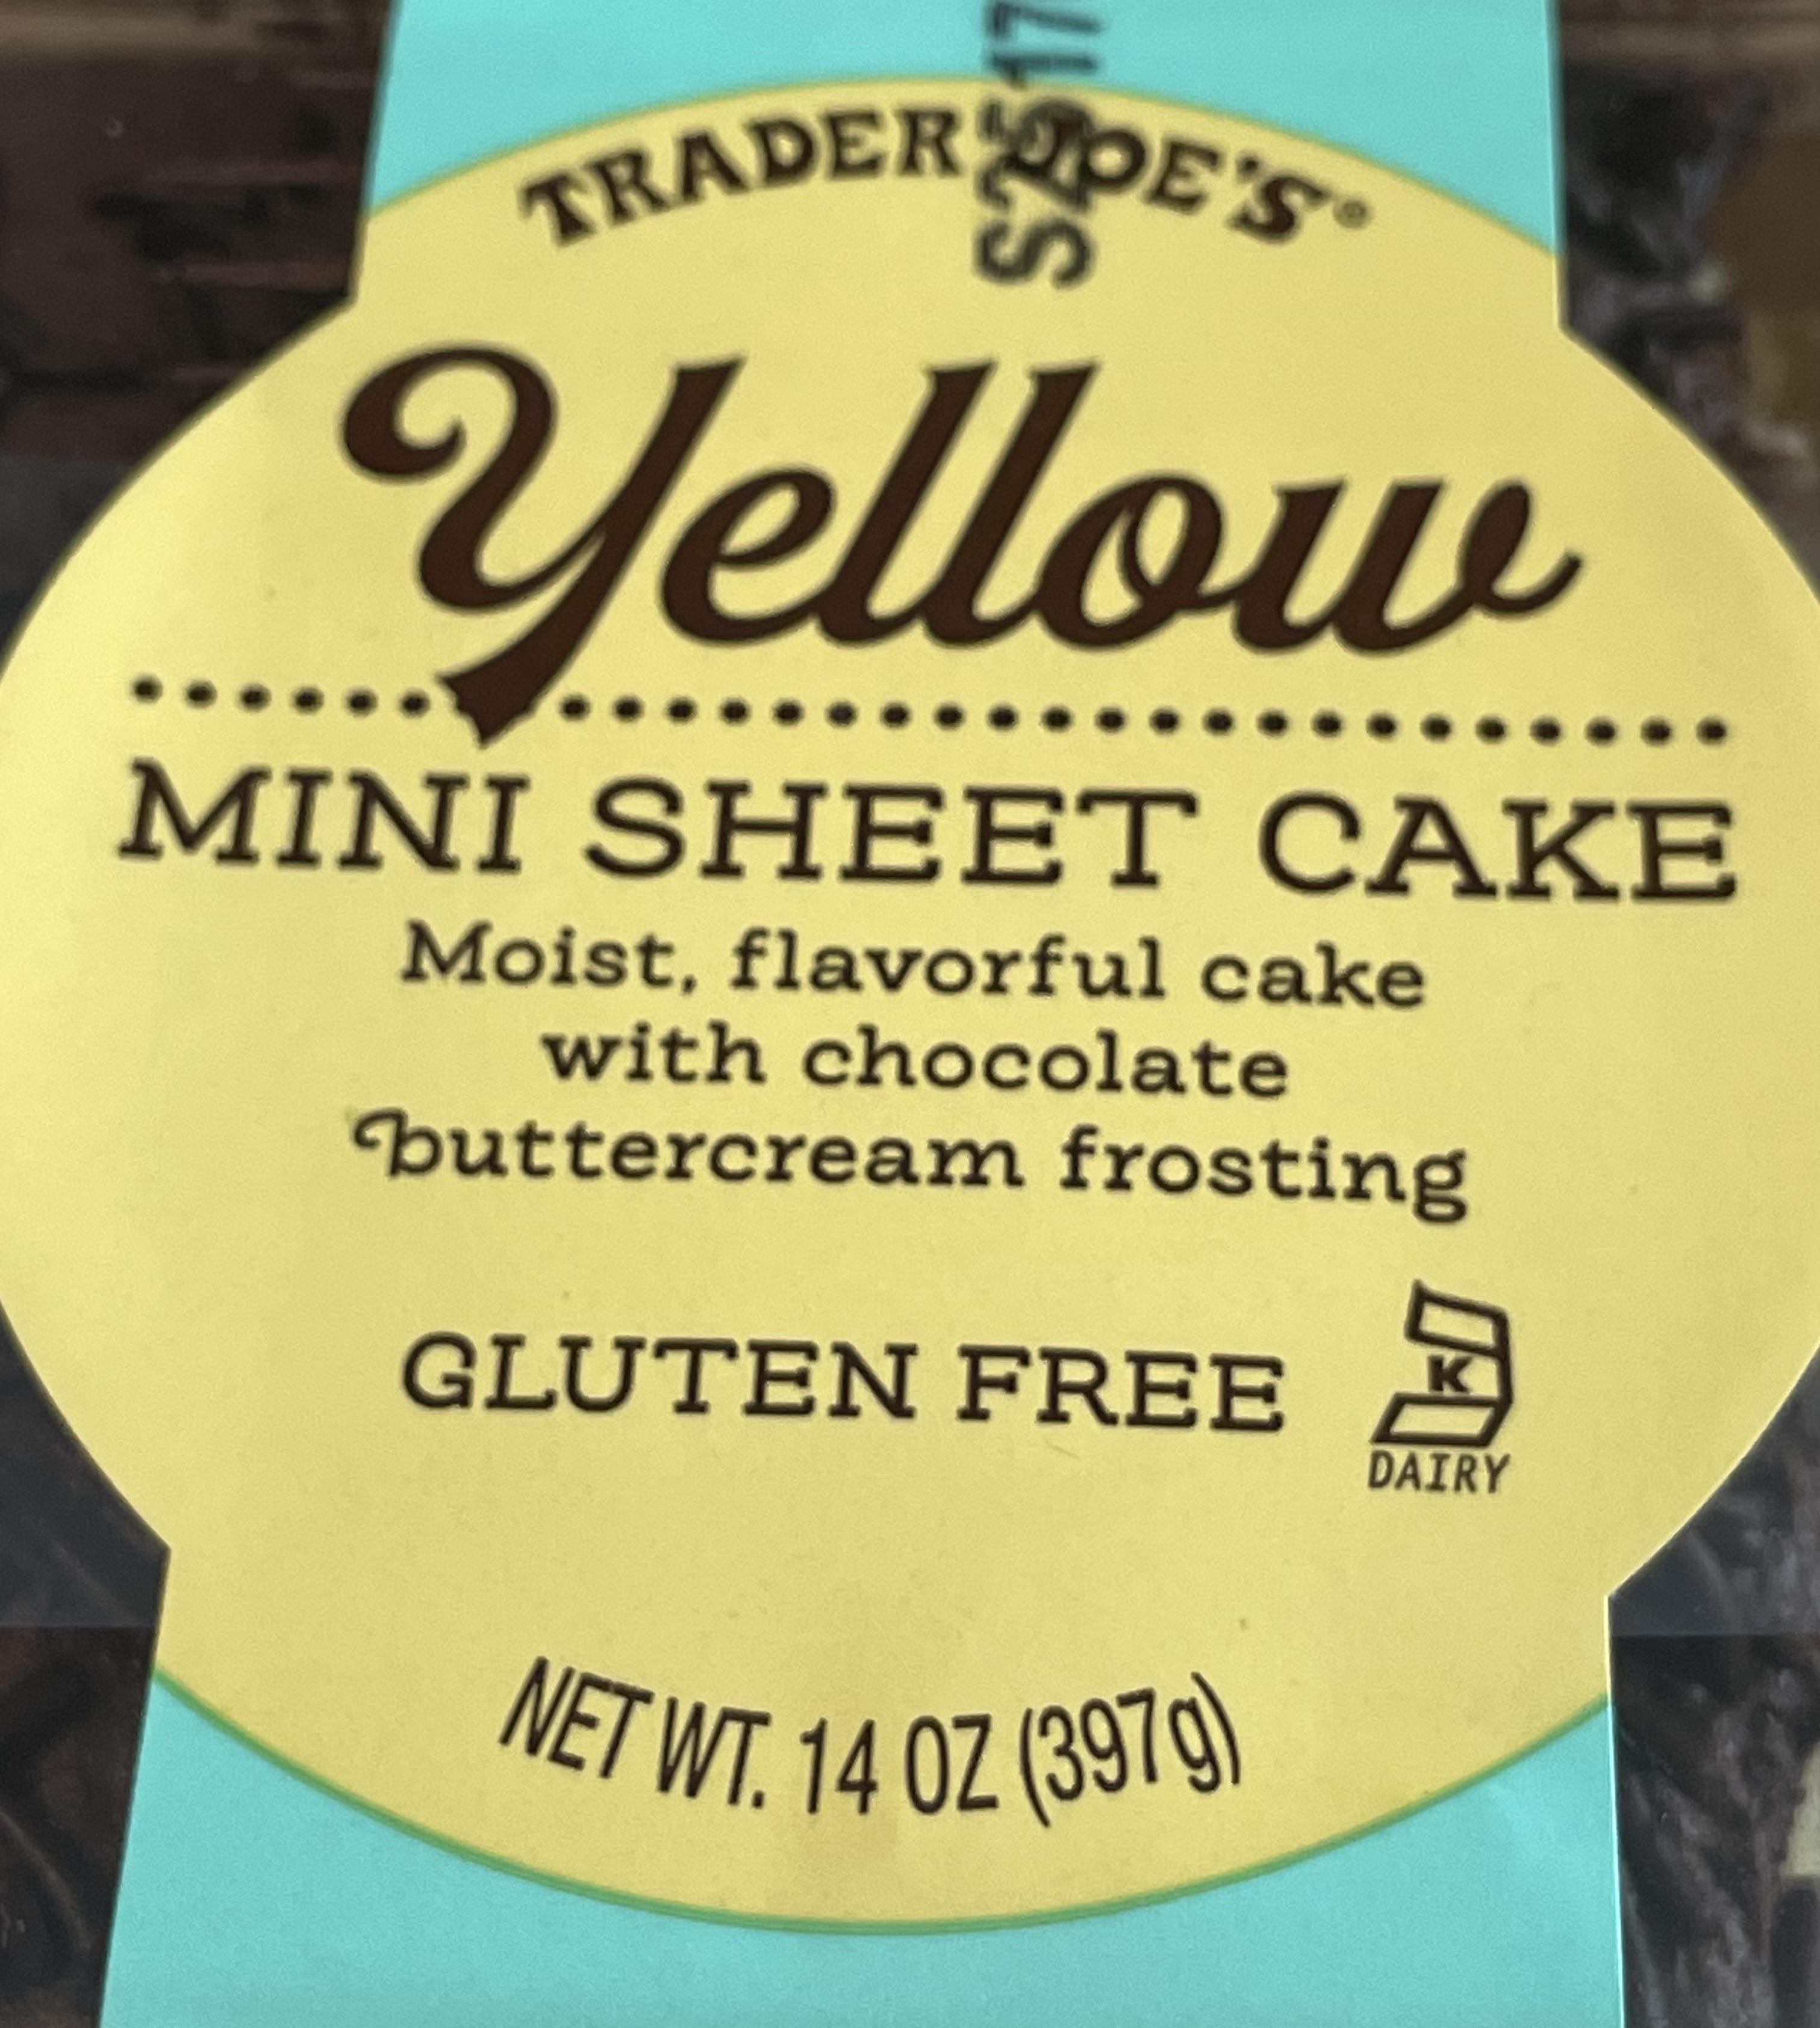 TRADER JOE'S®
Yellow
MINI SHEET CAKE
Moist, flavorful cake
with chocolate
buttercream frosting
GLUTEN FREE
K
DAIRY
NET WT. 14 OZ (397g)